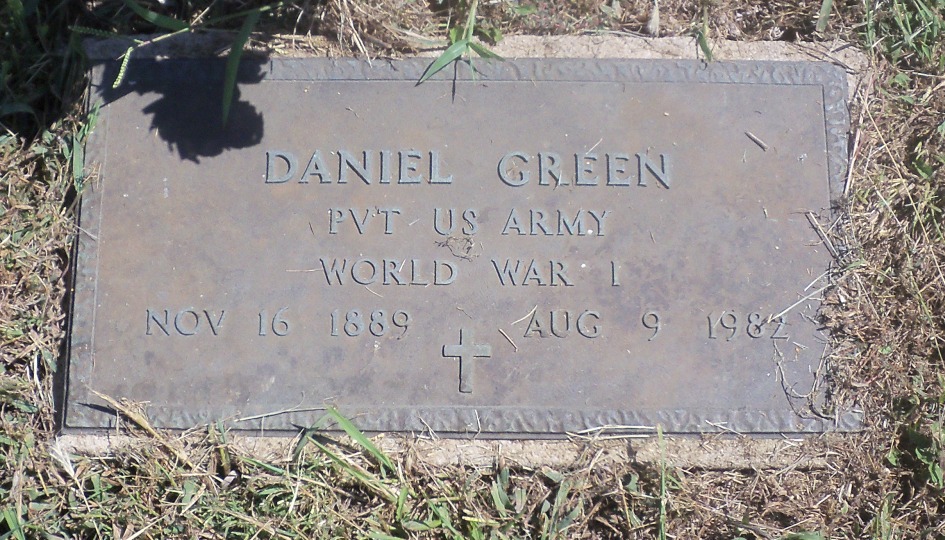 DANIEL GREEN
PVT US ARMY
WORLD WAR I
NOV 16 1889 AUG 9 1982